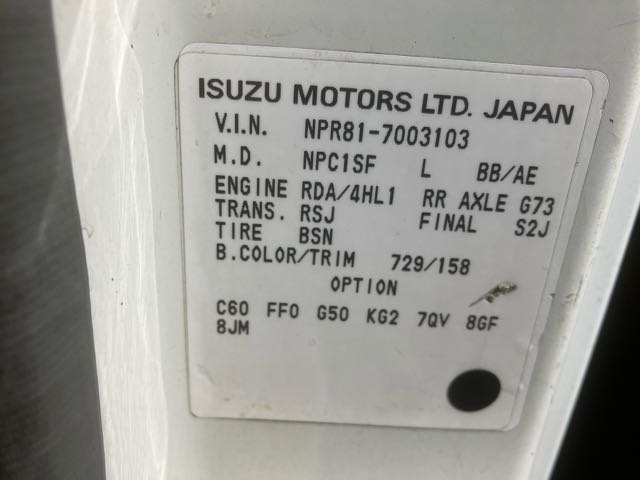 ISUZU MOTORS LTD. JAPAN
V.I.N. NPR81-7003103
M.D. NPC1SF L BB/AE
ENGINE RDA/4HL1 RR AXLE G73
TRANS. RSJ FINAL S2J
TIRE BSN
B.COLOR/TRIM 729/158
OPTION
C60 FF0 G50 KG2 7QV 8GF
8JM